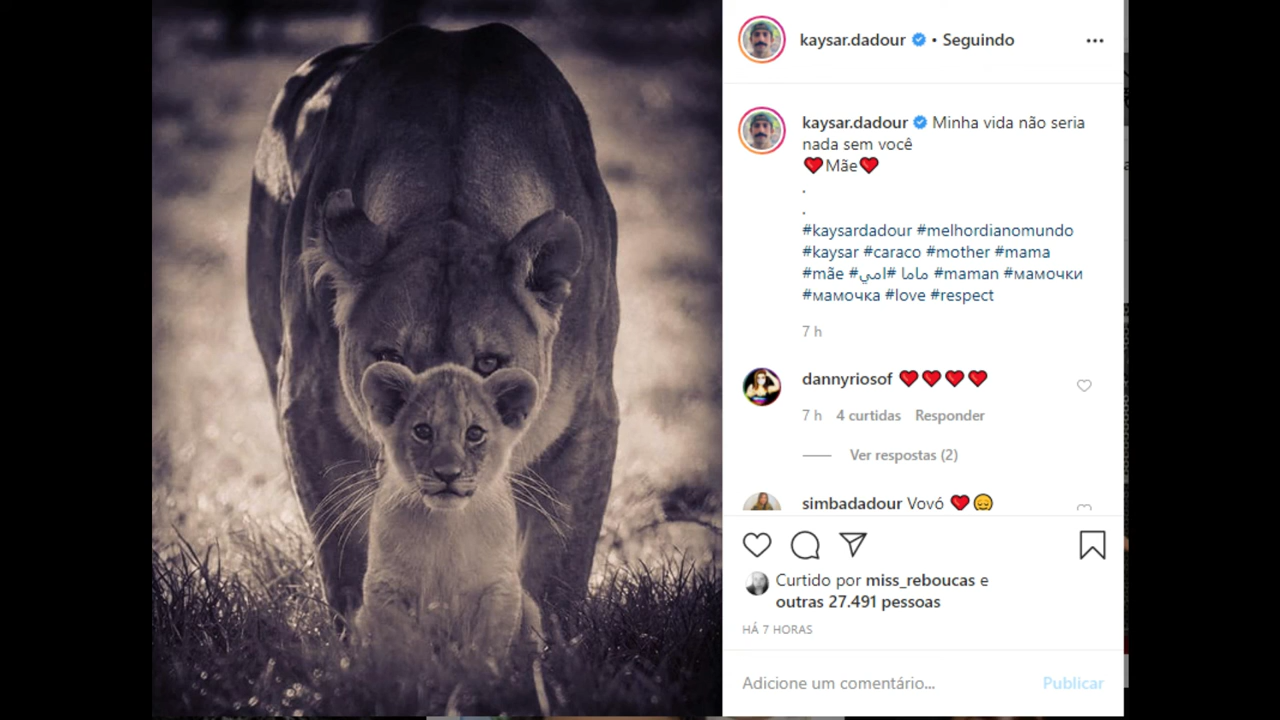 kaysar.dadour • Seguindo
kaysar.dadour Minha vida não seria
nada sem você
❤️Mãe❤️
.
.
#kaysardadour #melhordianomundo
#kaysar #caraco #mother #mama
#mãe #امي# ماما #maman #мамочки
#мамочка #love #respect
7 h
dannyriosof ❤️❤️❤️❤️
7 h 4 curtidas Responder
Ver respostas (2)
simbadadour Vovó ❤️😌
Curtido por miss_reboucas e
outras 27.491 pessoas
HÁ 7 HORAS
Adicione um comentário... Publicar